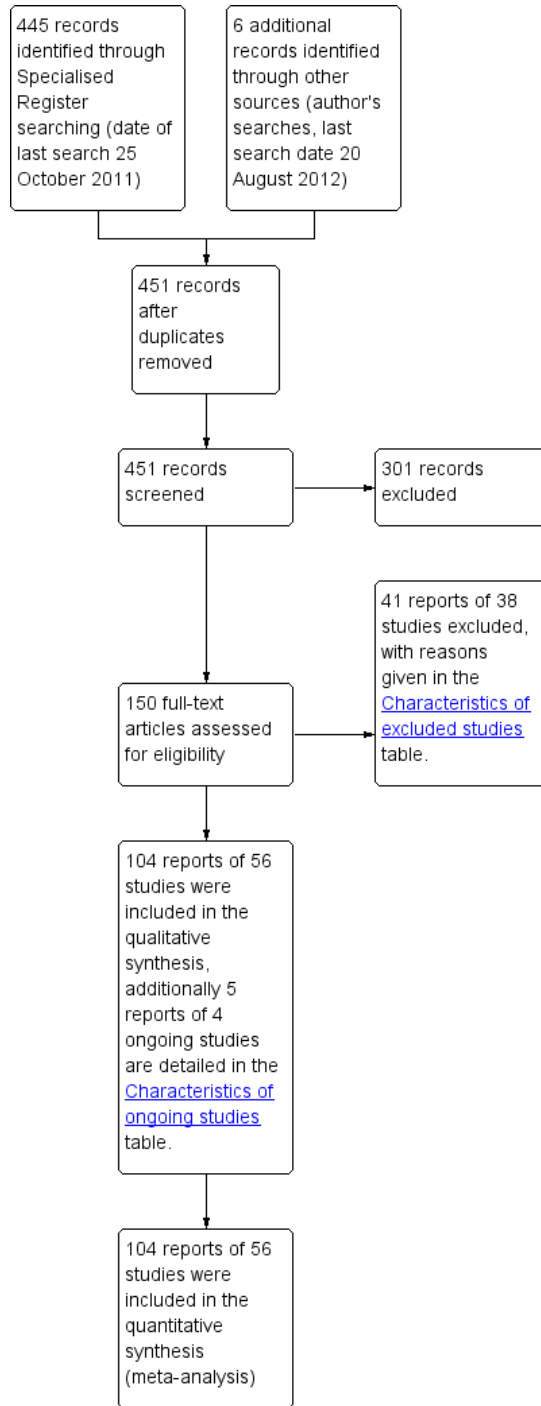 445 records
identified through
Specialised
Register
searching (date of
last search 25
October 2011)
6 additional
records identified
through other
sources (author's
searches, last
search date 20
August 2012)
451 records
after
duplicates
removed
451 records
screened
301 records
excluded
41 reports of 38
studies excluded,
with reasons
given in the
Characteristics of
excluded studies
table.
150 full-text
articles assessed
for eligibility
104 reports of 56
studies were
included in the
qualitative
synthesis,
additionally 5
reports of 4
ongoing studies
are detailed in the
Characteristics of
ongoing studies
table.
104 reports of 56
studies were
included in the
quantitative
synthesis
(meta-analysis)